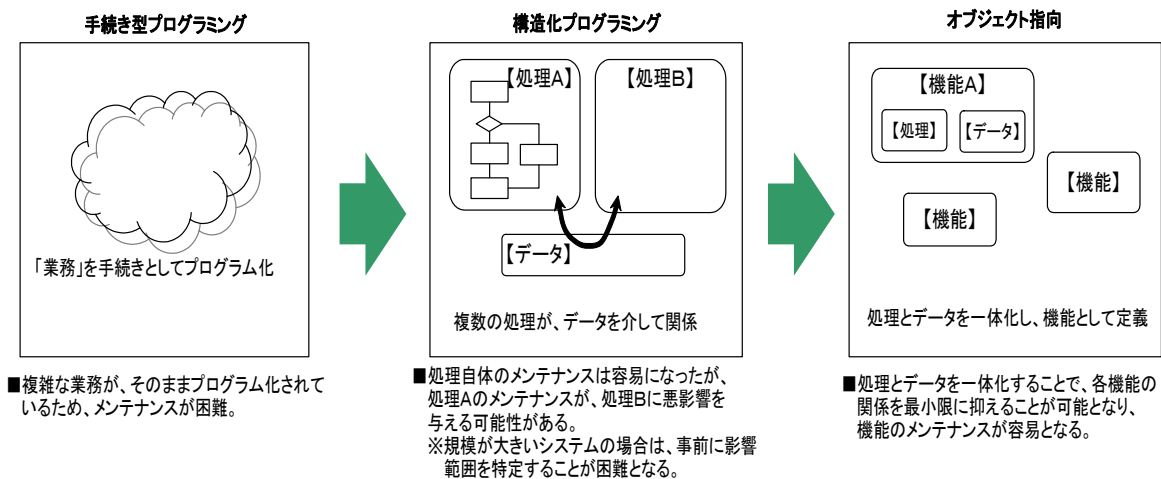 手続き型プログラミング
「業務」を手続きとしてプログラム化
■複雑な業務が、そのままプログラム化されて
いるため、メンテナンスが困難。
構造化プログラミング
【処理A】
【処理B】
【データ】
複数の処理が、データを介して関係
■処理自体のメンテナンスは容易になったが、
処理Aのメンテナンスが、処理Bに悪影響を
与える可能性がある。
※規模が大きいシステムの場合は、事前に影響
範囲を特定することが困難となる。
オブジェクト指向
【機能A】
【処理】
【データ】
【機能】
【機能】
処理とデータを一体化し、機能として定義
■処理とデータを一体化することで、各機能の
関係を最小限に抑えることが可能となり、
機能のメンテナンスが容易となる。